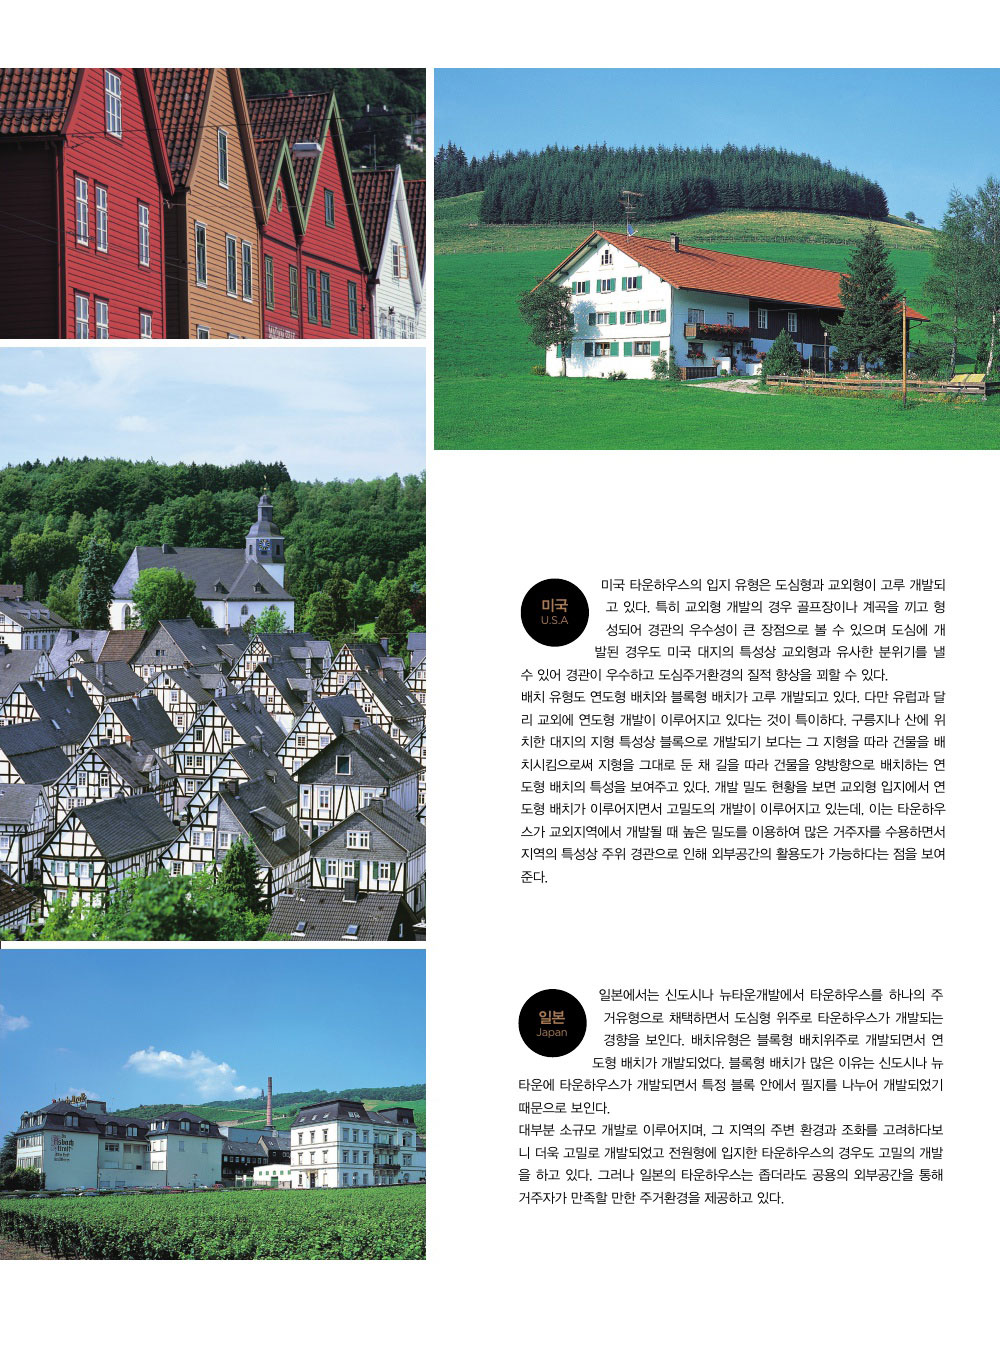 미국
U.S.A
미국 타운하우스의 입지 유형은 도심형과 교외형이 고루 개발되
고 있다. 특히 교외형 개발의 경우 골프장이나 계곡을 끼고 형
성되어 경관의 우수성이 큰 장점으로 볼 수 있으며 도심에 개
발된 경우도 미국 대지의 특성상 교외형과 유사한 분위기를 낼
수 있어 경관이 우수하고 도심주거환경의 질적 향상을 꾀할 수 있다.
배치 유형도 연도형 배치와 블록형 배치가 고루 개발되고 있다. 다만 유럽과 달
리 교외에 연도형 개발이 이루어지고 있다는 것이 특이하다. 구릉지나 산에 위
치한 대지의 지형 특성상 블록으로 개발되기 보다는 그 지형을 따라 건물을 배
치시킴으로써 지형을 그대로 둔 채 길을 따라 건물을 양방향으로 배치하는 연
도형 배치의 특성을 보여주고 있다. 개발 밀도 현황을 보면 교외형 입지에서 연
도형 배치가 이루어지면서 고밀도의 개발이 이루어지고 있는데, 이는 타운하우
스가 교외지역에서 개발될 때 높은 밀도를 이용하여 많은 거주자를 수용하면서
지역의 특성상 주위 경관으로 인해 외부공간의 활용도가 가능하다는 점을 보여
준다.
일본
Japan
일본에서는 신도시나 뉴타운개발에서 타운하우스를 하나의 주
거유형으로 채택하면서 도심형 위주로 타운하우스가 개발되는
경향을 보인다. 배치유형은 블록형 배치위주로 개발되면서 연
도형 배치가 개발되었다. 블록형 배치가 많은 이유는 신도시나 뉴
타운에 타운하우스가 개발되면서 특정 블록 안에서 필지를 나누어 개발되었기
때문으로 보인다.
대부분 소규모 개발로 이루어지며, 그 지역의 주변 환경과 조화를 고려하다보
니 더욱 고밀로 개발되었고 전원형에 입지한 타운하우스의 경우도 고밀의 개발
을 하고 있다. 그러나 일본의 타운하우스는 좁더라도 공용의 외부공간을 통해
거주자가 만족할 만한 주거환경을 제공하고 있다.